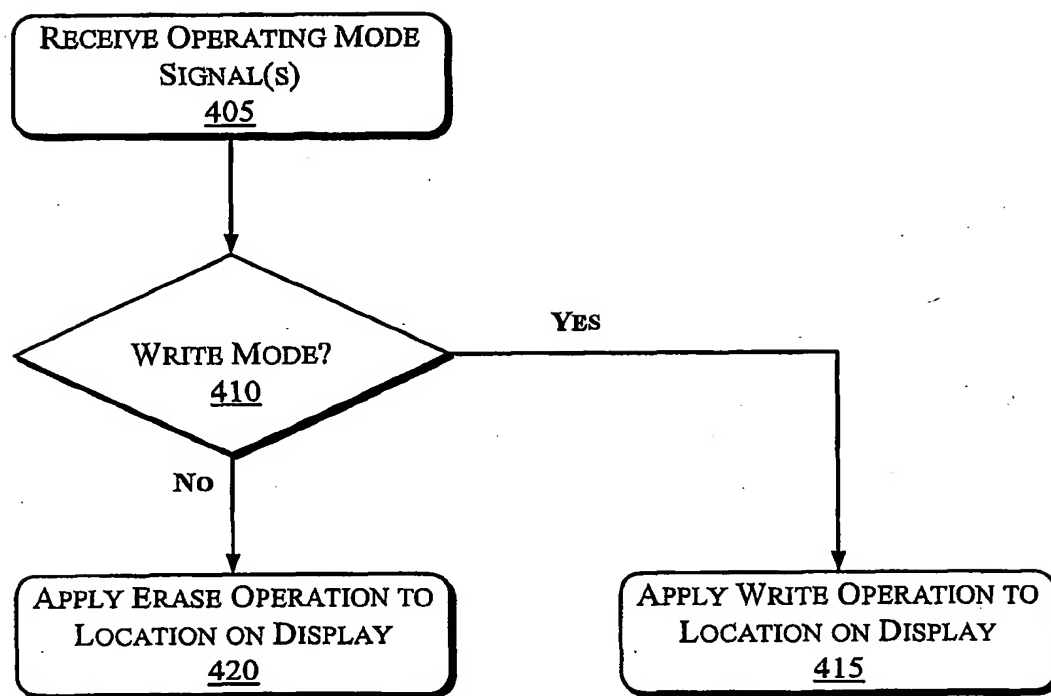 RECEIVE OPERATING MODE
SIGNAL(S)
405
WRITE MODE?
410
YES
NO
APPLY ERASE OPERATION TO
LOCATION ON DISPLAY
420
APPLY WRITE OPERATION TO
LOCATION ON DISPLAY
415